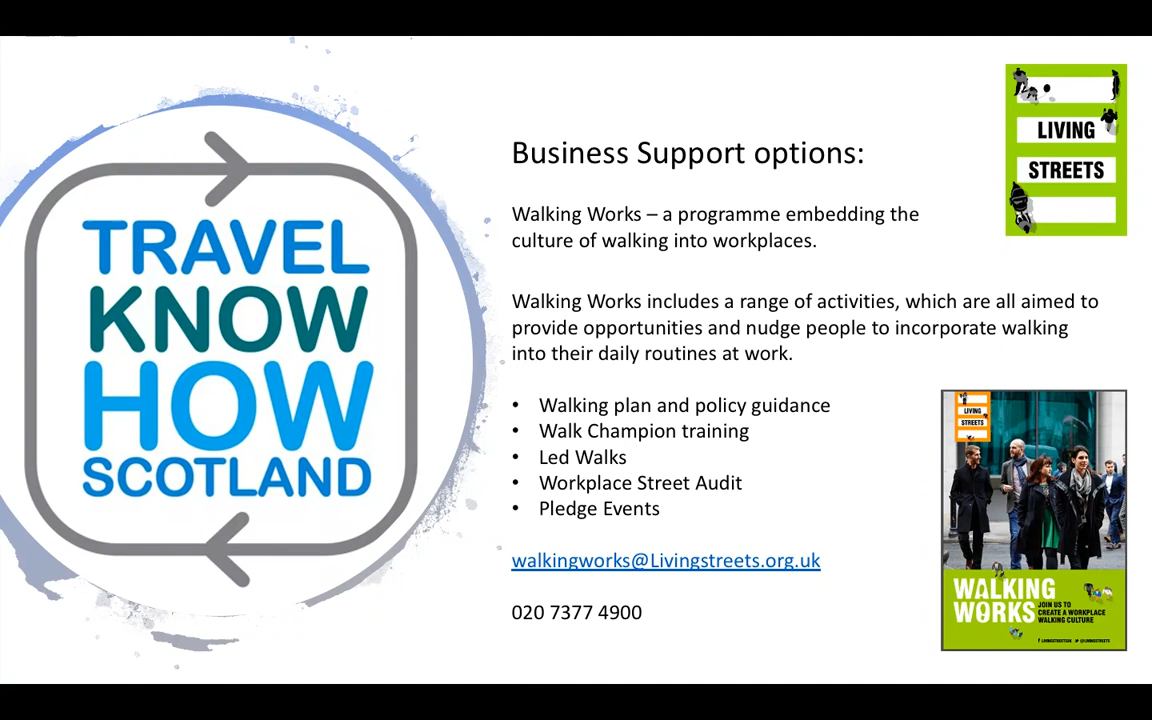 TRAVEL
KNOW
HOW
SCOTLAND
Business Support options:
LIVING
STREETS
Walking Works – a programme embedding the
culture of walking into workplaces.
Walking Works includes a range of activities, which are all aimed to
provide opportunities and nudge people to incorporate walking
into their daily routines at work.
• Walking plan and policy guidance
• Walk Champion training
• Led Walks
• Workplace Street Audit
• Pledge Events
walkingworks@Livingstreets.org.uk
020 7377 4900
LIVING
STREETS
WALKING
WORKS
JOIN US TO
CREATE A WORKPLACE
WALKING CULTURE